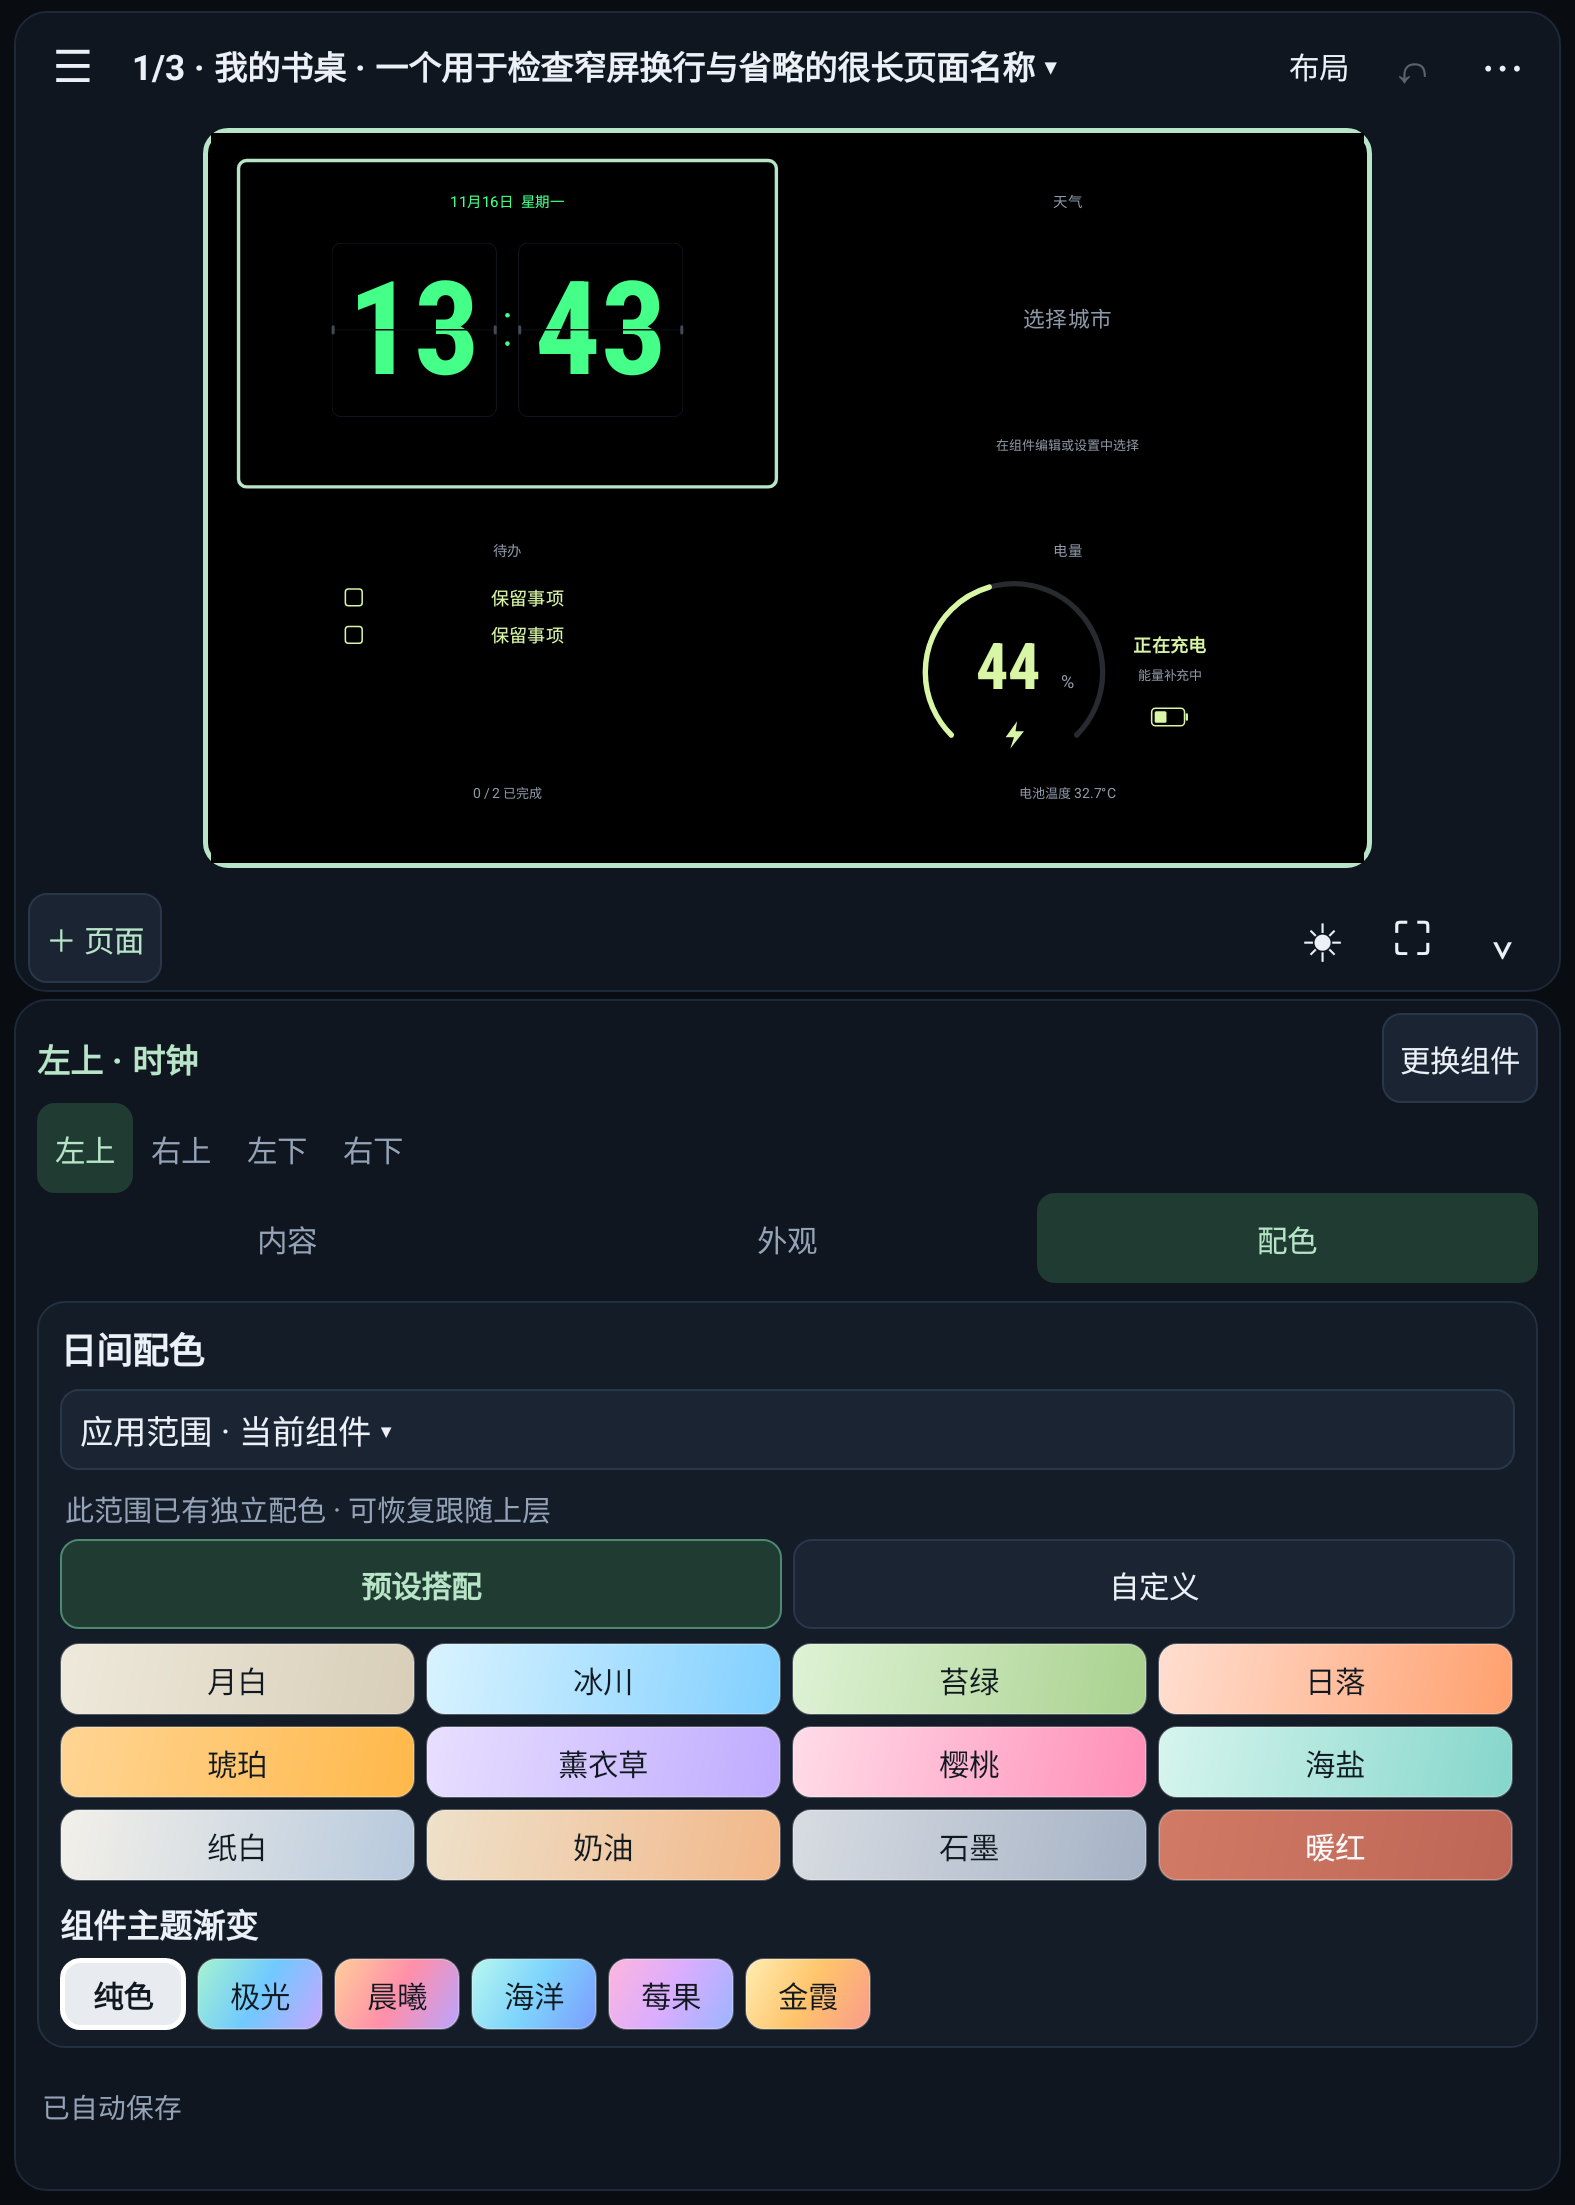 1/3 · 我的书桌 · 一个用于检查窄屏换行与省略的很长页面名称 ▾
布局
11月16日 星期一
13:43
天气
选择城市
在组件编辑或设置中选择
待办
保留事项
保留事项
0 / 2 已完成
电量
44 %
正在充电
能量补充中
电池温度 32.7°C
＋ 页面
左上 · 时钟
更换组件
左上 右上 左下 右下
内容 外观 配色
日间配色
应用范围 · 当前组件 ▾
此范围已有独立配色 · 可恢复跟随上层
预设搭配 自定义
月白 冰川 苔绿 日落
琥珀 薰衣草 樱桃 海盐
纸白 奶油 石墨 暖红
组件主题渐变
纯色 极光 晨曦 海洋 莓果 金霞
已自动保存